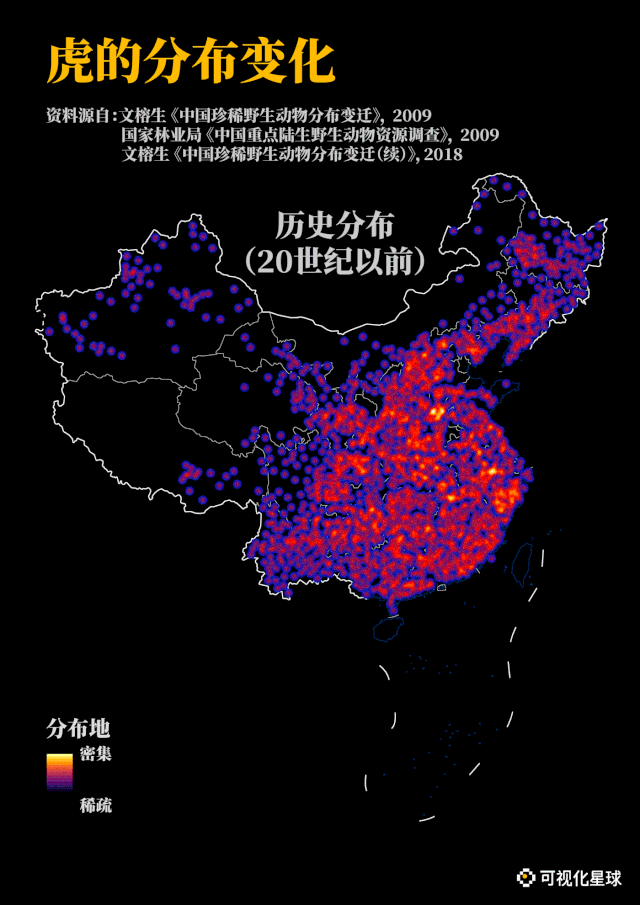 虎的分布变化
资料源自:文榕生《中国珍稀野生动物分布变迁》, 2009
国家林业局《中国重点陆生野生动物资源调查》, 2009
文榕生《中国珍稀野生动物分布变迁(续)》, 2018
历史分布
(20世纪以前)
分布地
密集
稀疏
可视化星球